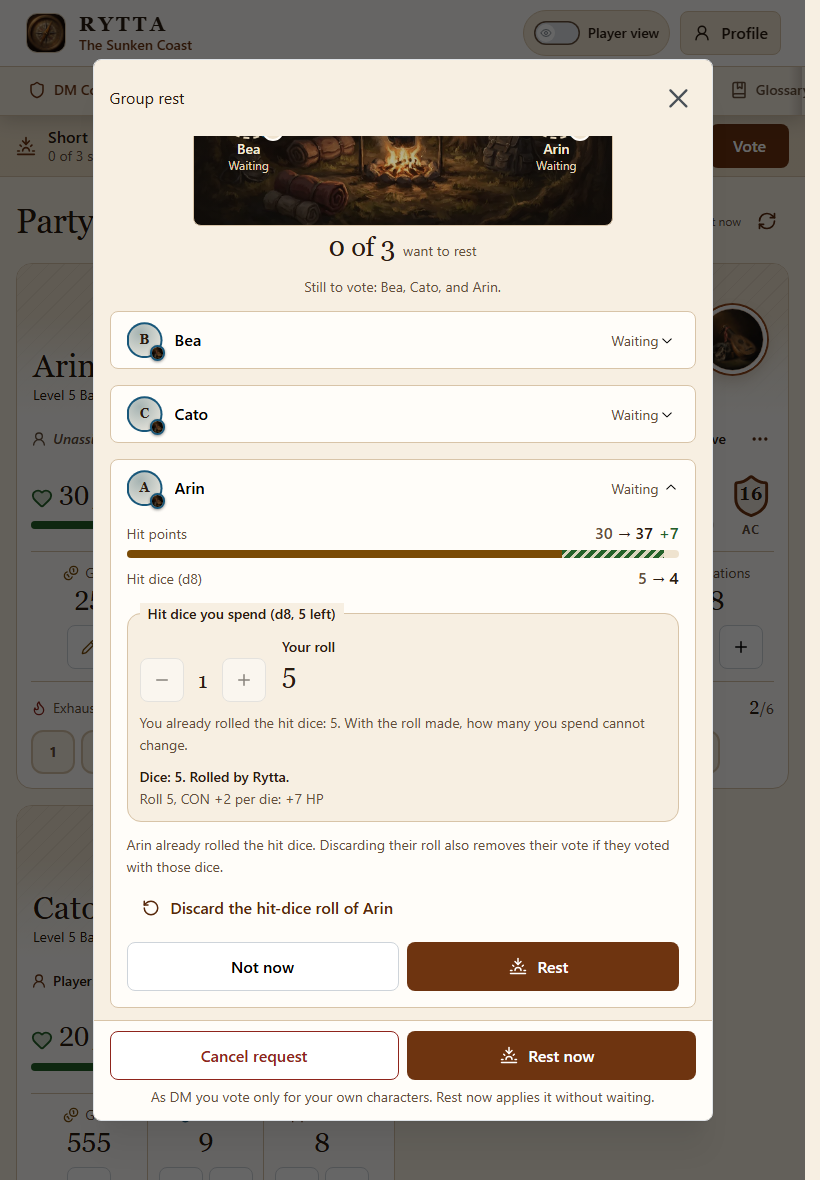 RYTTA
The Sunken Coast
Player view
Profile
DM Co
Glossary
Short
0 of 3 s
Vote
Group rest
Bea
Waiting
Arin
Waiting
Party
t now
0 of 3 want to rest
Still to vote: Bea, Cato, and Arin.
B
Bea
Waiting
C
Cato
Waiting
A
Arin
Waiting
Hit points
30 → 37 +7
Hit dice (d8)
5 → 4
Hit dice you spend (d8, 5 left)
Your roll
− 1 + 5
You already rolled the hit dice: 5. With the roll made, how many you spend cannot
change.
Dice: 5. Rolled by Rytta.
Roll 5, CON +2 per die: +7 HP
Arin already rolled the hit dice. Discarding their roll also removes their vote if they voted
with those dice.
Discard the hit-dice roll of Arin
Not now
Rest
Cancel request
Rest now
As DM you vote only for your own characters. Rest now applies it without waiting.
Arin
Level 5 Ba
Unass
ve
30
16
AC
G
25
ations
8
+
Exhaus
2/6
1
Cato
Level 5 Ba
Player
20
G
555
9
8